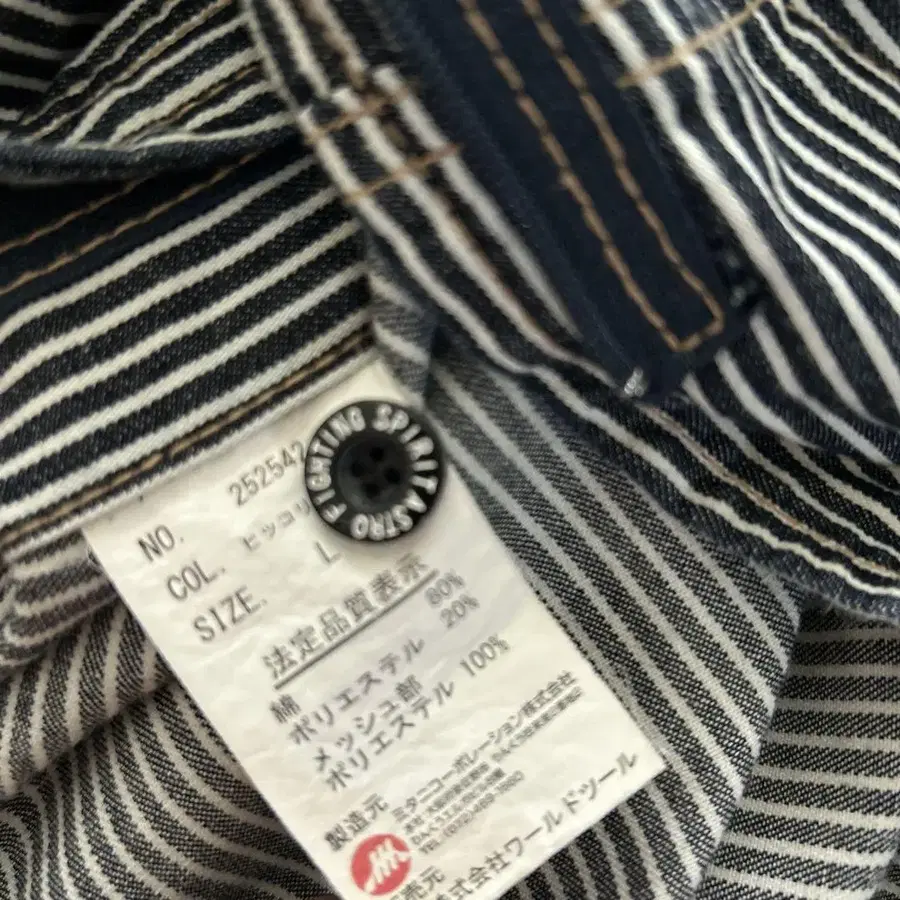 FIGHTING SPIRIT ASTRO
NO. 252542
COL. ヒッコリ
SIZE. L
法定品質表示
綿 80%
ポリエステル 20%
メッシュ部
ポリエステル 100%
製造元
ミタニコーポレーション株式会社
株式会社ワールドツール